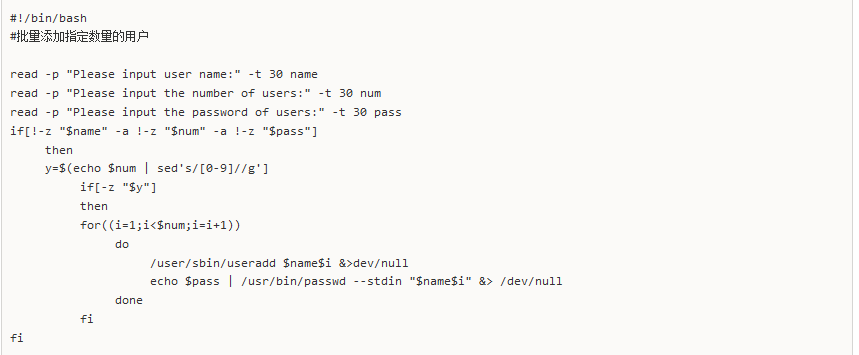 #!/bin/bash
#批量添加指定数量的用户

read -p "Please input user name:" -t 30 name
read -p "Please input the number of users:" -t 30 num
read -p "Please input the password of users:" -t 30 pass
if[!-z "$name" -a !-z "$num" -a !-z "$pass"]
     then
     y=$(echo $num | sed's/[0-9]//g']
          if[-z "$y"]
          then
          for((i=1;i<$num;i=i+1))
               do
                    /user/sbin/useradd $name$i &>dev/null
                    echo $pass | /usr/bin/passwd --stdin "$name$i" &> /dev/null
               done
          fi
fi